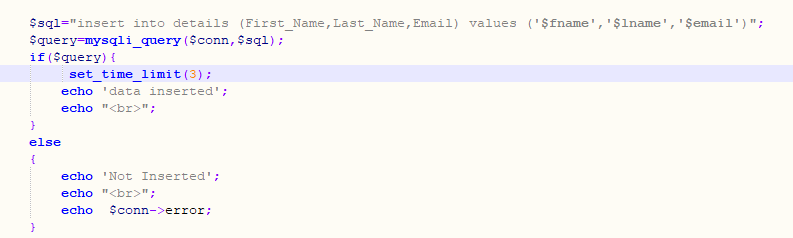 $sql="insert into details (First_Name,Last_Name,Email) values ('$fname','$lname','$email')";
$query=mysqli_query($conn,$sql);
if($query){
set_time_limit(3);
echo 'data inserted';
echo "<br>";
}
else
{
echo 'Not Inserted';
echo "<br>";
echo  $conn->error;
}